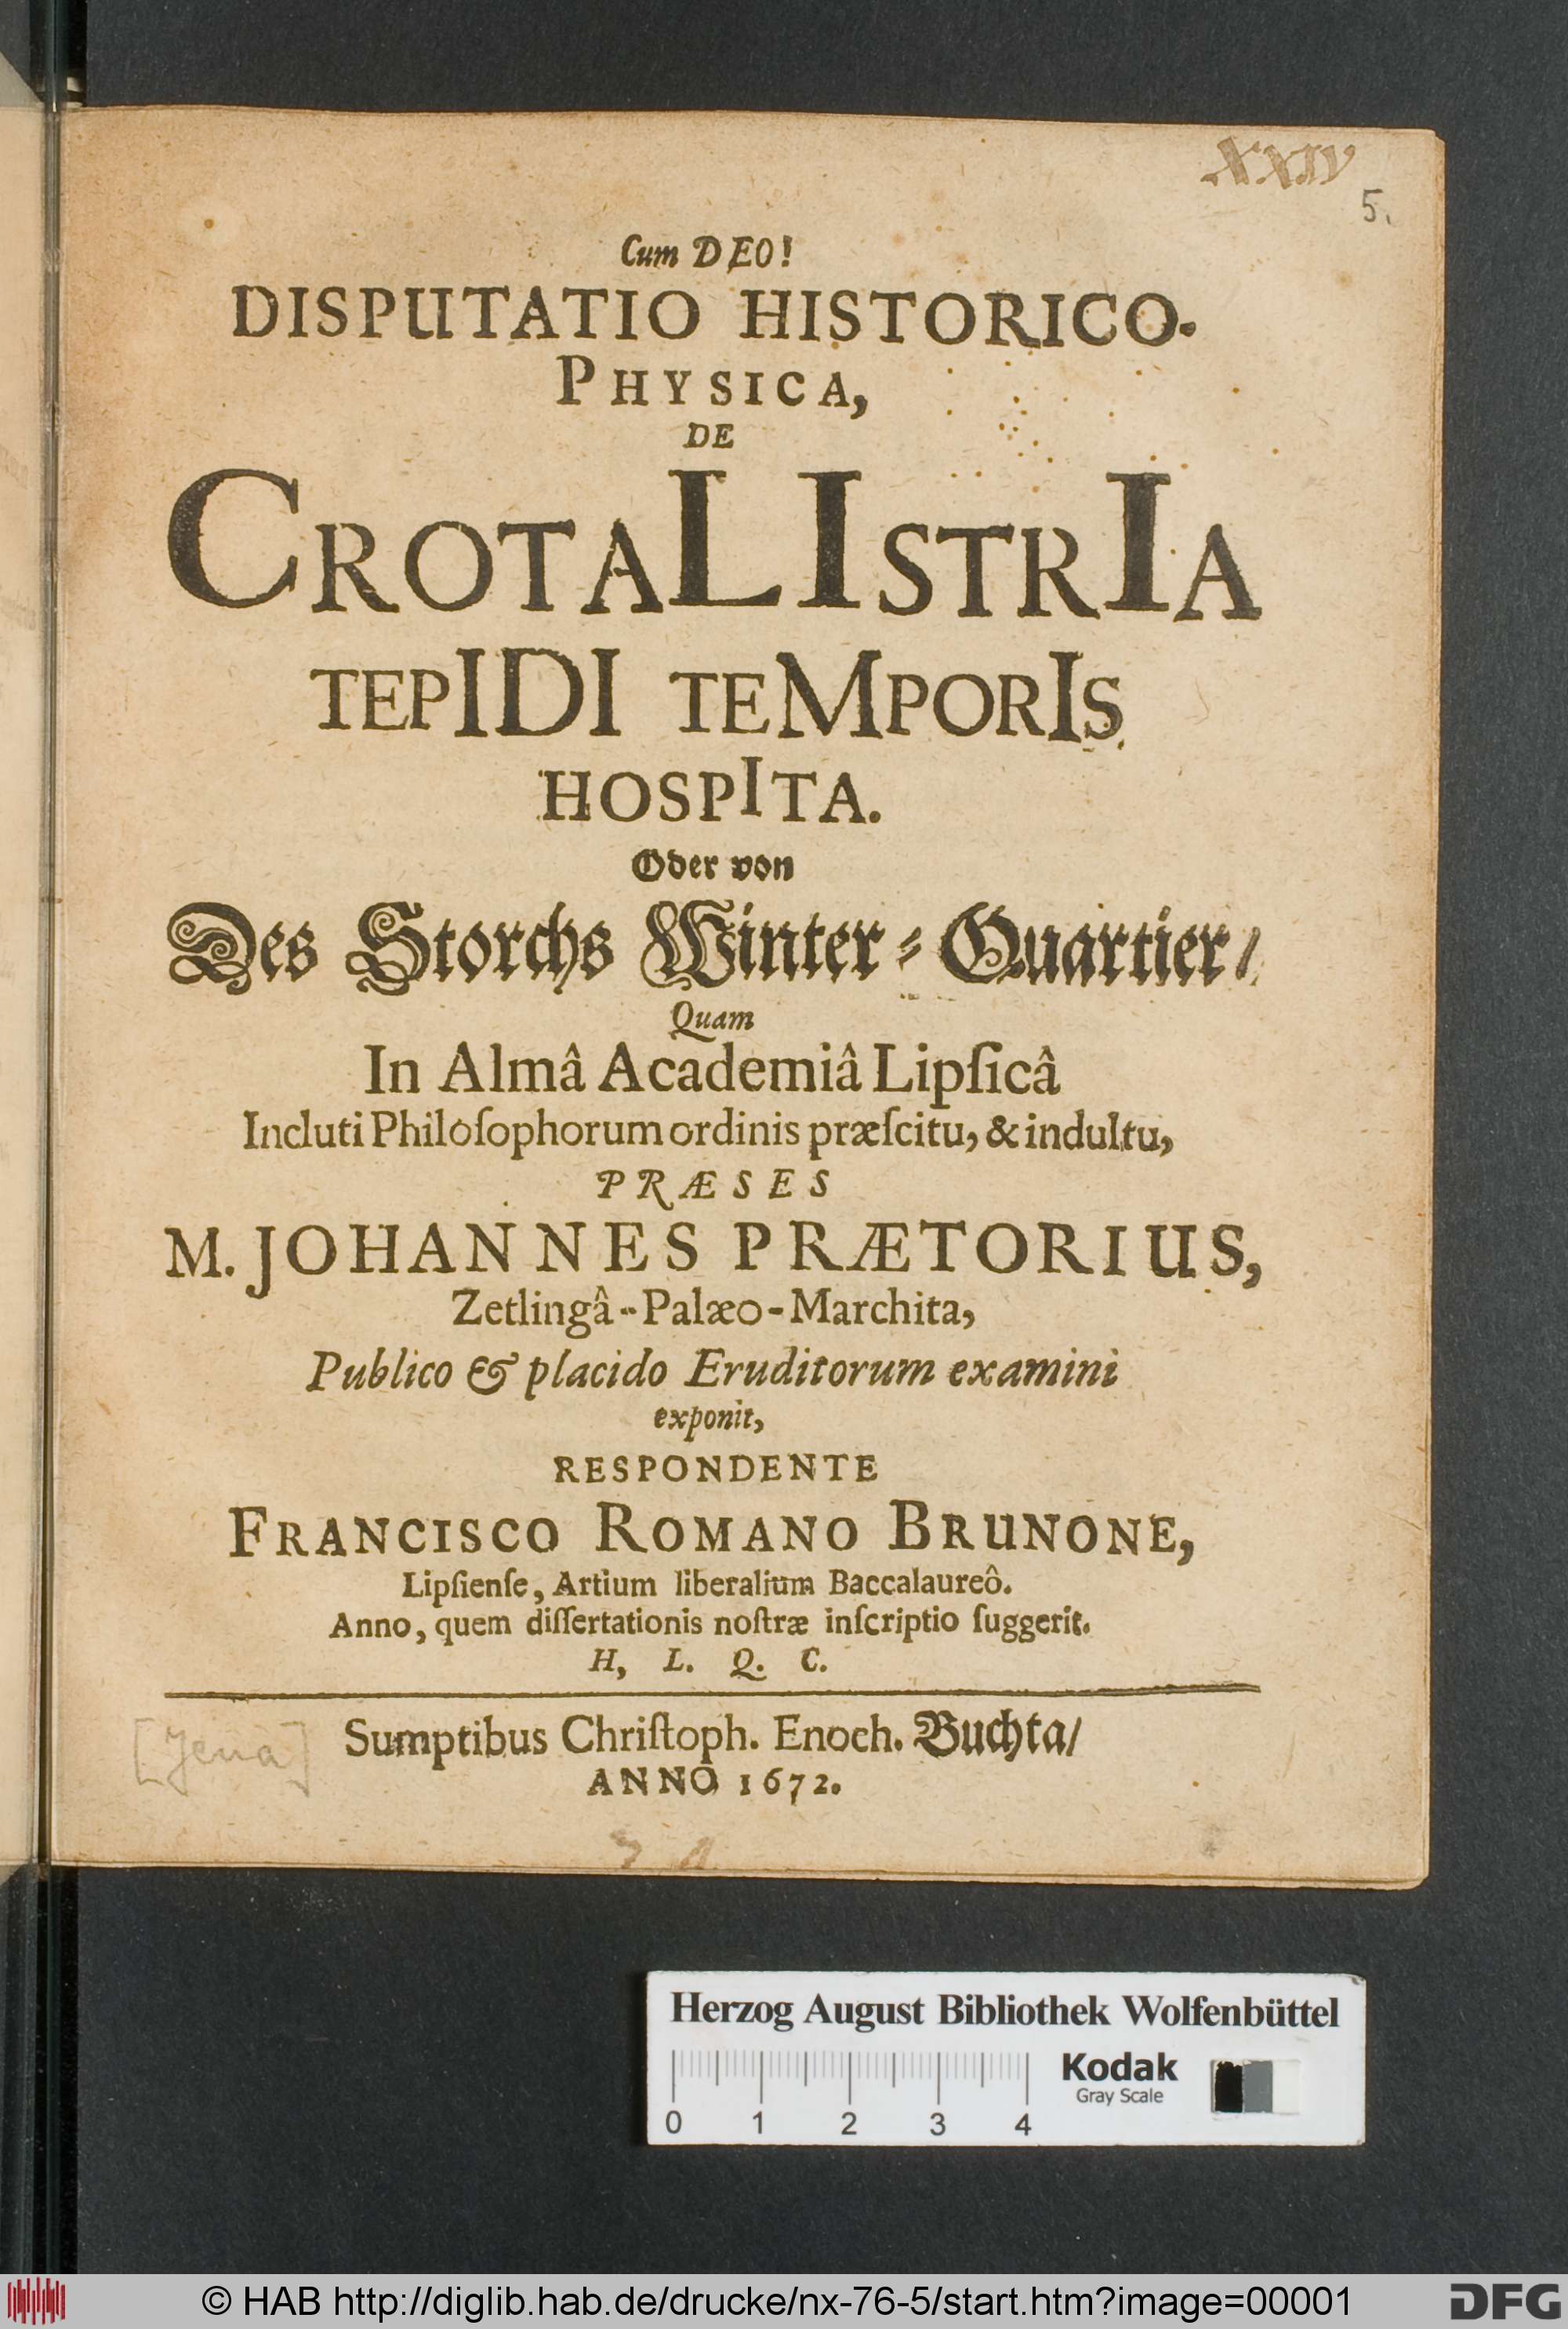 XXIV
5.
Cum DEO!
DISPUTATIO HISTORICO-
PHYSICA,
DE
CROTALISTRIA
TEPIDI TEMPORIS
HOSPITA.
Oder von
Des Storchs Winter-Quartier/
Quam
In Almâ Academiâ Lipſicâ
Incluti Philoſophorum ordinis præſcitu, & indultu,
PRÆSES
M. JOHANNES PRÆTORIUS,
Zetlingâ-Palæo-Marchita,
Publico & placido Eruditorum examini
exponit,
RESPONDENTE
FRANCISCO ROMANO BRUNONE,
Lipſienſe, Artium liberalium Baccalaureô.
Anno, quem diſſertationis noſtræ inſcriptio ſuggerit.
H, L. Q. C.
Sumptibus Chriſtoph. Enoch. Buchta/
[Jena]
ANNO 1672.
Herzog August Bibliothek Wolfenbüttel
Kodak
Gray Scale
0 1 2 3 4
© HAB http://diglib.hab.de/drucke/nx-76-5/start.htm?image=00001
DFG